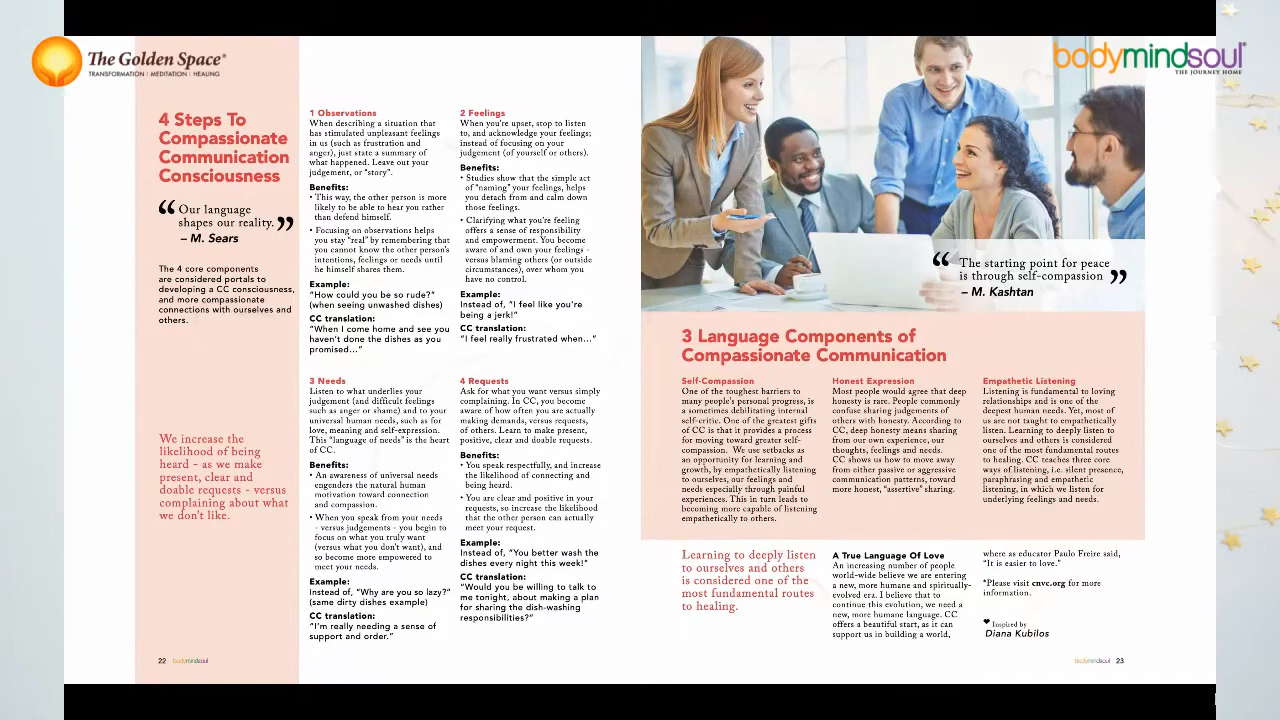 The Golden Space®
TRANSFORMATION | MEDITATION | HEALING
bodymindsoul®
THE JOURNEY HOME
4 Steps To
Compassionate
Communication
Consciousness
“ Our language
shapes our reality. ”
– M. Sears
The 4 core components
are considered portals to
developing a CC consciousness,
and more compassionate
connections with ourselves and
others.
We increase the
likelihood of being
heard - as we make
present, clear and
doable requests - versus
complaining about what
we don’t like.
1 Observations
When describing a situation that
has stimulated unpleasant feelings
in us (such as frustration and
anger), just state a summary of
what happened. Leave out your
judgement, or “story”.
Benefits:
• This way, the other person is more
likely to be able to hear you rather
than defend himself.
• Focusing on observations helps
you stay “real” by remembering that
you cannot know the other person’s
intentions, feelings or needs until
he himself shares them.
Example:
“How could you be so rude?”
(when seeing unwashed dishes)
CC translation:
“When I come home and see you
haven’t done the dishes as you
promised…”
2 Feelings
When you’re upset, stop to listen
to, and acknowledge your feelings;
instead of focusing on your
judgement (of yourself or others).
Benefits:
• Studies show that the simple act
of “naming” your feelings, helps
you detach from and calm down
those feelings.
• Clarifying what you’re feeling
offers a sense of responsibility
and empowerment. You become
aware of and own your feelings -
versus blaming others (or outside
circumstances), over whom you
have no control.
Example:
Instead of, “I feel like you’re
being a jerk!”
CC translation:
“I feel really frustrated when…”
3 Needs
Listen to what underlies your
judgement (and difficult feelings
such as anger or shame) and to your
universal human needs, such as for
love, meaning and self-expression.
This “language of needs” is the heart
of CC.
Benefits:
• An awareness of universal needs
engenders the natural human
motivation toward connection
and compassion.
• When you speak from your needs
- versus judgements - you begin to
focus on what you truly want
(versus what you don’t want), and
so become more empowered to
meet your needs.
Example:
Instead of, “Why are you so lazy?”
(same dirty dishes example)
CC translation:
“I’m really needing a sense of
support and order.”
4 Requests
Ask for what you want versus simply
complaining. In CC, you become
aware of how often you are actually
making demands, versus requests,
of others. Learn to make present,
positive, clear and doable requests.
Benefits:
• You speak respectfully, and increase
the likelihood of connecting and
being heard.
• You are clear and positive in your
requests, so increase the likelihood
that the other person can actually
meet your request.
Example:
Instead of, “You better wash the
dishes every night this week!”
CC translation:
“Would you be willing to talk to
me tonight, about making a plan
for sharing the dish-washing
responsibilities?”
22 bodymindsoul
“ The starting point for peace
is through self-compassion ”
– M. Kashtan
3 Language Components of
Compassionate Communication
Self-Compassion
One of the toughest barriers to
many people’s personal progress, is
a sometimes debilitating internal
self-critic. One of the greatest gifts
of CC is that it provides a process
for moving toward greater self-
compassion. We use setbacks as
an opportunity for learning and
growth, by empathically listening
to ourselves, our feelings and
needs especially through painful
experiences. This in turn leads to
becoming more capable of listening
empathically to others.
Honest Expression
Most people would agree that deep
honesty is rare. People commonly
confuse sharing judgements of
others with honesty. According to
CC, deep honesty means sharing
from our own experience, our
thoughts, feelings and needs.
CC shows us how to move away
from either passive or aggressive
communication patterns, toward
more honest, “assertive” sharing.
Empathetic Listening
Listening is fundamental to loving
relationships and is one of the
deepest human needs. Yet, most of
us are not taught to empathically
listen. Learning to deeply listen to
ourselves and others is considered
one of the most fundamental routes
to healing. CC teaches three core
ways of listening, i.e. silent presence,
paraphrasing and empathic
listening, in which we listen for
underlying feelings and needs.
Learning to deeply listen
to ourselves and others
is considered one of the
most fundamental routes
to healing.
A True Language Of Love
An increasing number of people
world-wide believe we are entering
a new, more humane and spiritually-
evolved era. I believe that to
continue this evolution, we need a
new, more humane language. CC
offers a beautiful start, as it can
support us in building a world,
where as educator Paulo Freire said,
“It is easier to love.”
*Please visit cnvc.org for more
information.
❤ Inspired by
Diana Kubilos
bodymindsoul 23